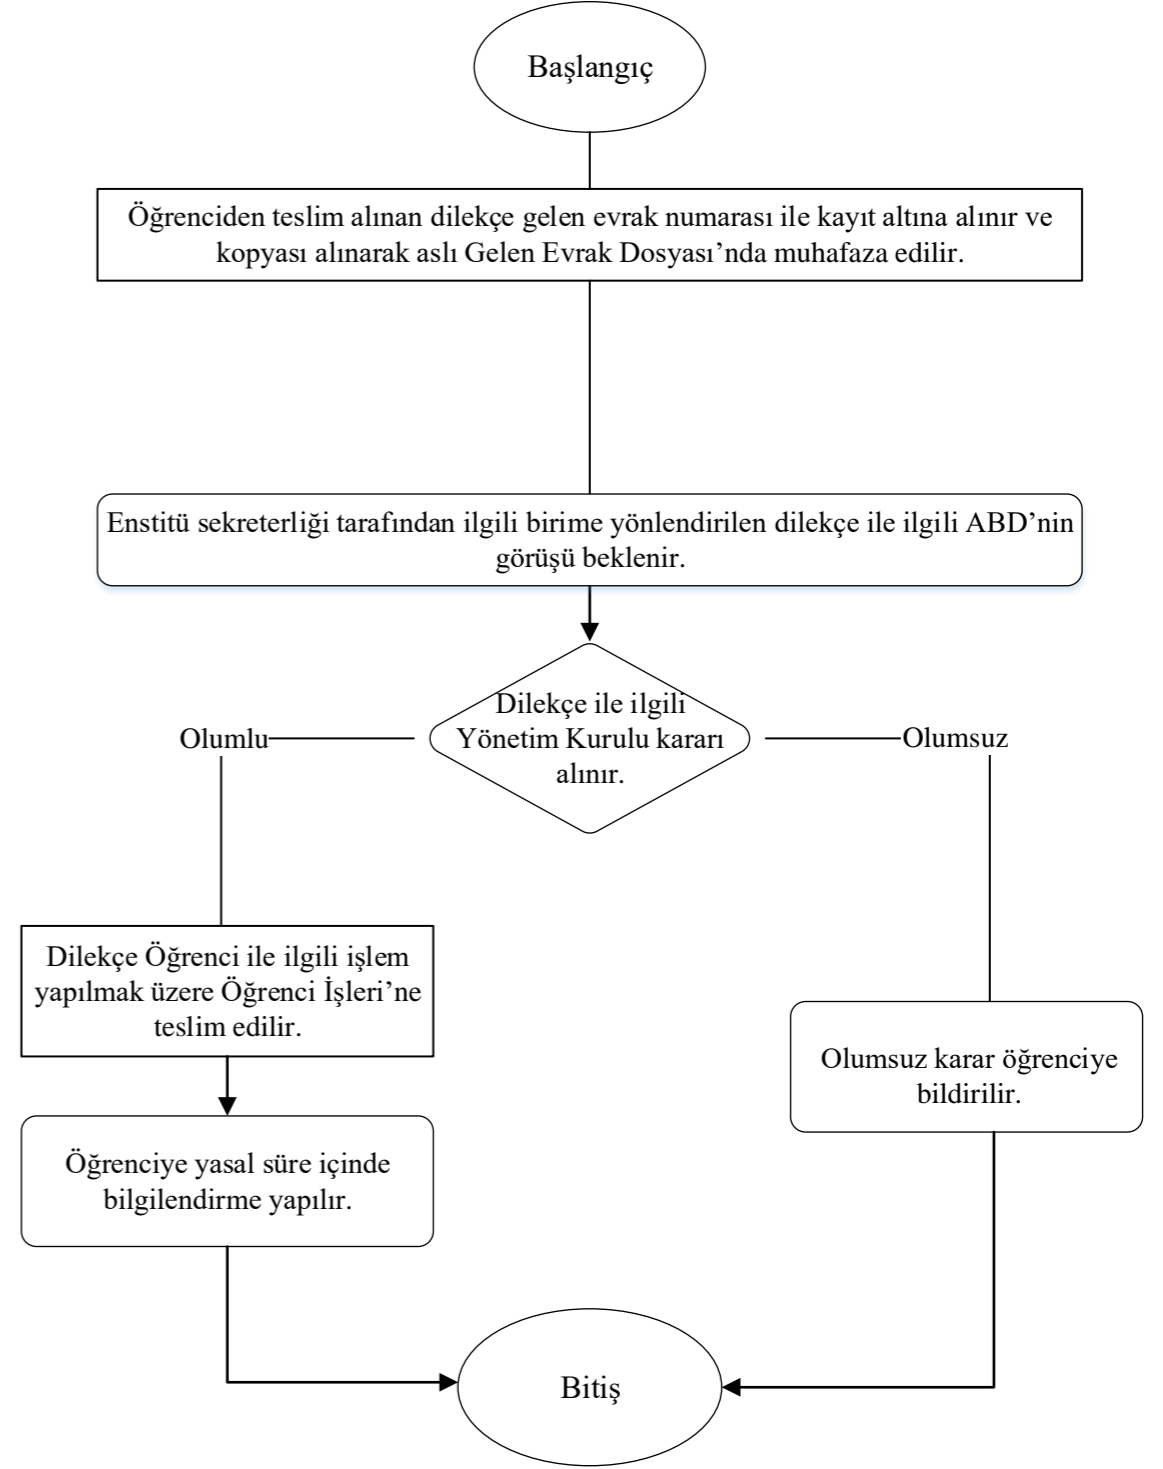 Başlangıç
Öğrenciden teslim alınan dilekçe gelen evrak numarası ile kayıt altına alınır ve
kopyası alınarak aslı Gelen Evrak Dosyası’nda muhafaza edilir.
Enstitü sekreterliği tarafından ilgili birime yönlendirilen dilekçe ile ilgili ABD’nin
görüşü beklenir.
Dilekçe ile ilgili
Yönetim Kurulu kararı
alınır.
Olumlu
Olumsuz
Dilekçe Öğrenci ile ilgili işlem
yapılmak üzere Öğrenci İşleri’ne
teslim edilir.
Olumsuz karar öğrenciye
bildirilir.
Öğrenciye yasal süre içinde
bilgilendirme yapılır.
Bitiş